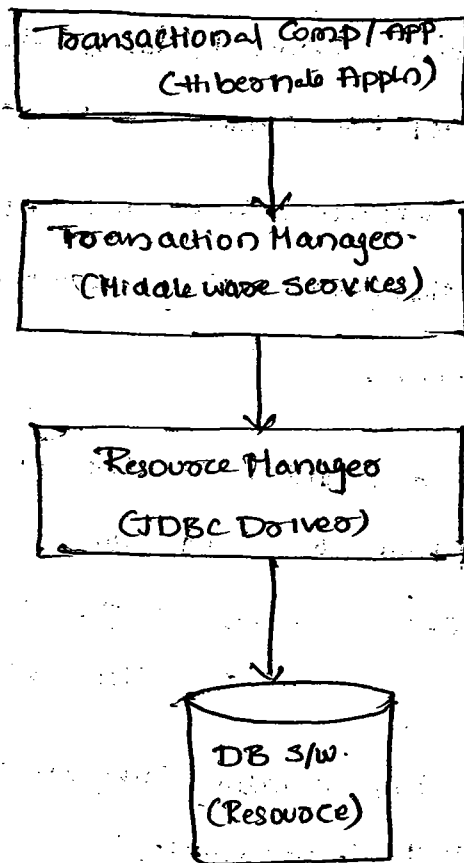 Transactional Comp/APP.
(Hibernate Appln)
Transaction Manager.
(Middle ware services)
Resource Manager
(JDBC Driver)
DB S/W.
(Resource)